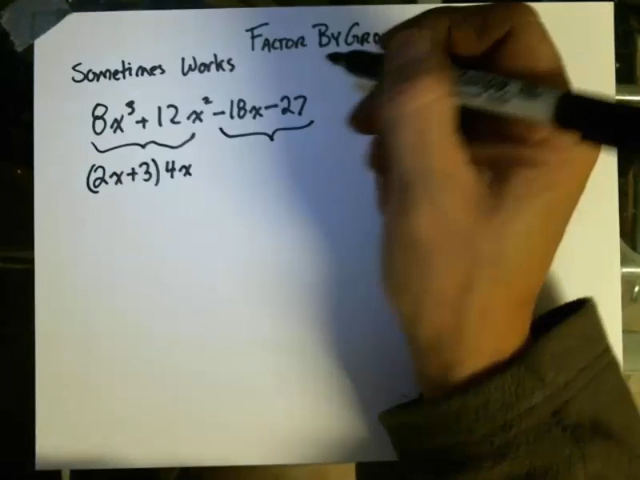 Factor By
Sometimes Works
8x³+12x²-18x-27
(2x+3)4x